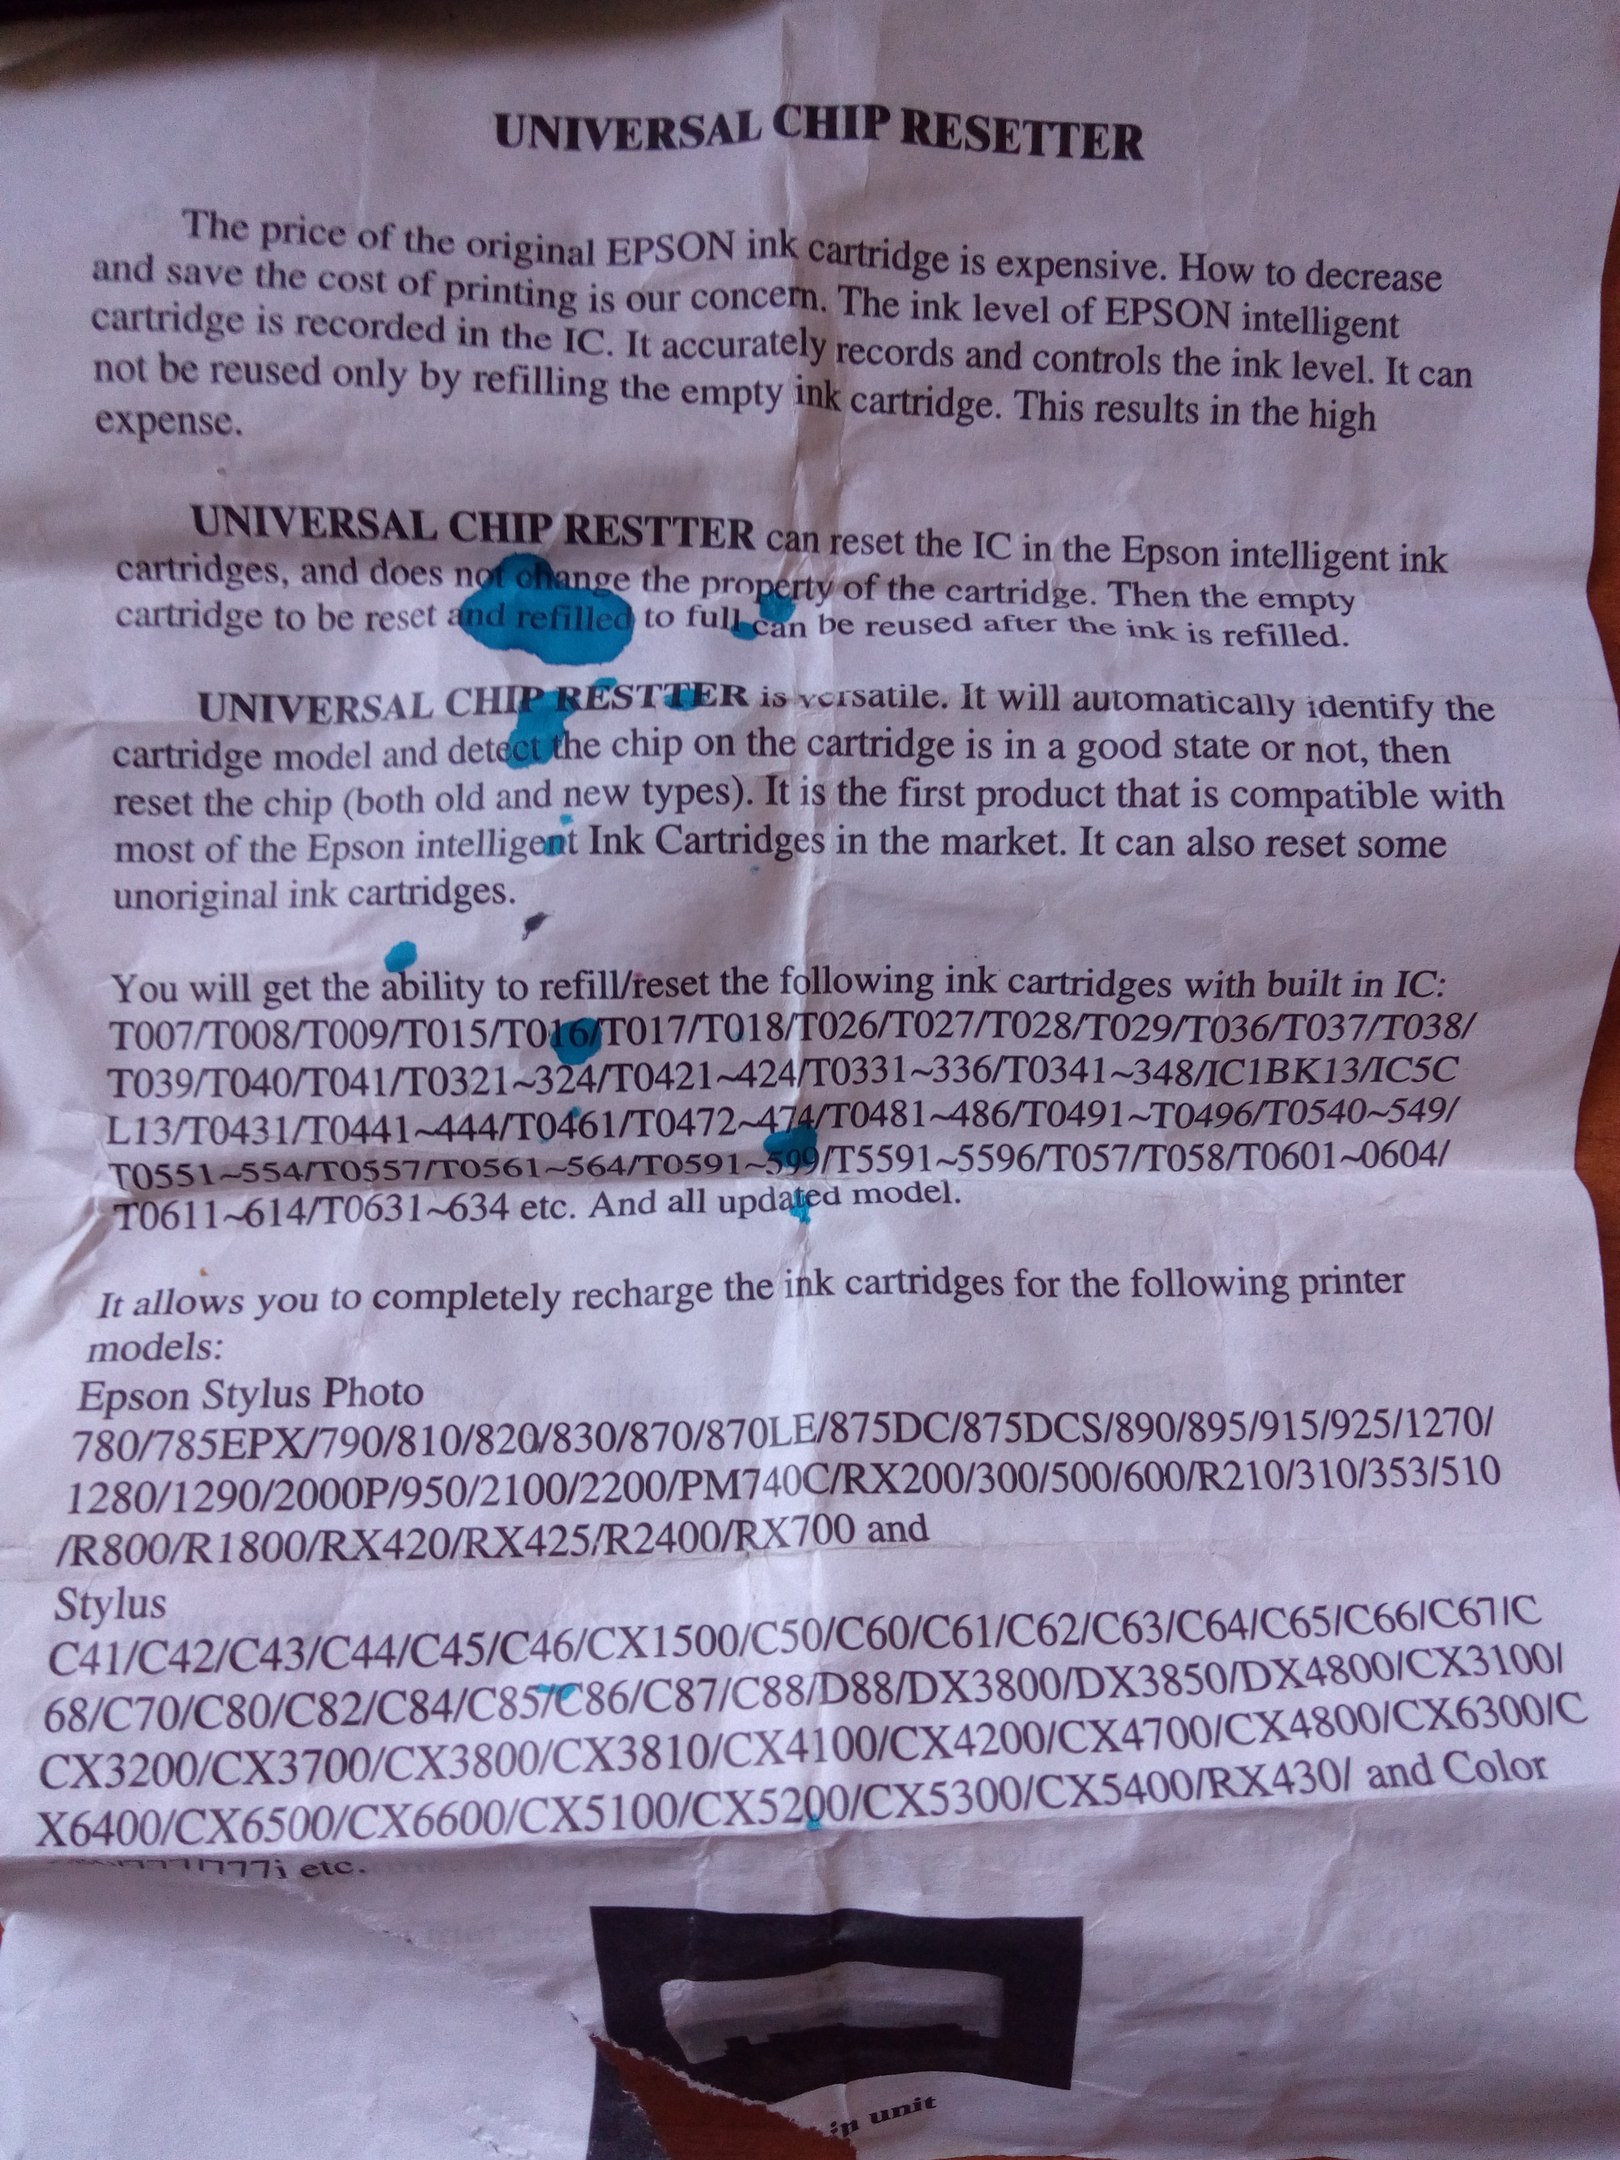 UNIVERSAL CHIP RESETTER
The price of the original EPSON ink cartridge is expensive. How to decrease
and save the cost of printing is our concern. The ink level of EPSON intelligent
cartridge is recorded in the IC. It accurately records and controls the ink level. It can
not be reused only by refilling the empty ink cartridge. This results in the high
expense.
UNIVERSAL CHIP RESTTER can reset the IC in the Epson intelligent ink
cartridges, and does not change the property of the cartridge. Then the empty
cartridge to be reset and refilled to full can be reused after the ink is refilled.
UNIVERSAL CHIP RESTTER is versatile. It will automatically identify the
cartridge model and detect the chip on the cartridge is in a good state or not, then
reset the chip (both old and new types). It is the first product that is compatible with
most of the Epson intelligent Ink Cartridges in the market. It can also reset some
unoriginal ink cartridges.
You will get the ability to refill/reset the following ink cartridges with built in IC:
T007/T008/T009/T015/T016/T017/T018/T026/T027/T028/T029/T036/T037/T038/
T039/T040/T041/T0321~324/T0421~424/T0331~336/T0341~348/IC1BK13/IC5C
L13/T0431/T0441~444/T0461/T0472~474/T0481~486/T0491~T0496/T0540~549/
T0551~554/T0557/T0561~564/T0591~599/T5591~5596/T057/T058/T0601~0604/
T0611~614/T0631~634 etc. And all updated model.
It allows you to completely recharge the ink cartridges for the following printer
models:
Epson Stylus Photo
780/785EPX/790/810/820/830/870/870LE/875DC/875DCS/890/895/915/925/1270/
1280/1290/2000P/950/2100/2200/PM740C/RX200/300/500/600/R210/310/353/510
/R800/R1800/RX420/RX425/R2400/RX700 and
Stylus
C41/C42/C43/C44/C45/C46/CX1500/C50/C60/C61/C62/C63/C64/C65/C66/C67/C
68/C70/C80/C82/C84/C85/C86/C87/C88/D88/DX3800/DX3850/DX4800/CX3100/
CX3200/CX3700/CX3800/CX3810/CX4100/CX4200/CX4700/CX4800/CX6300/C
X6400/CX6500/CX6600/CX5100/CX5200/CX5300/CX5400/RX430/ and Color
777i etc.
unit